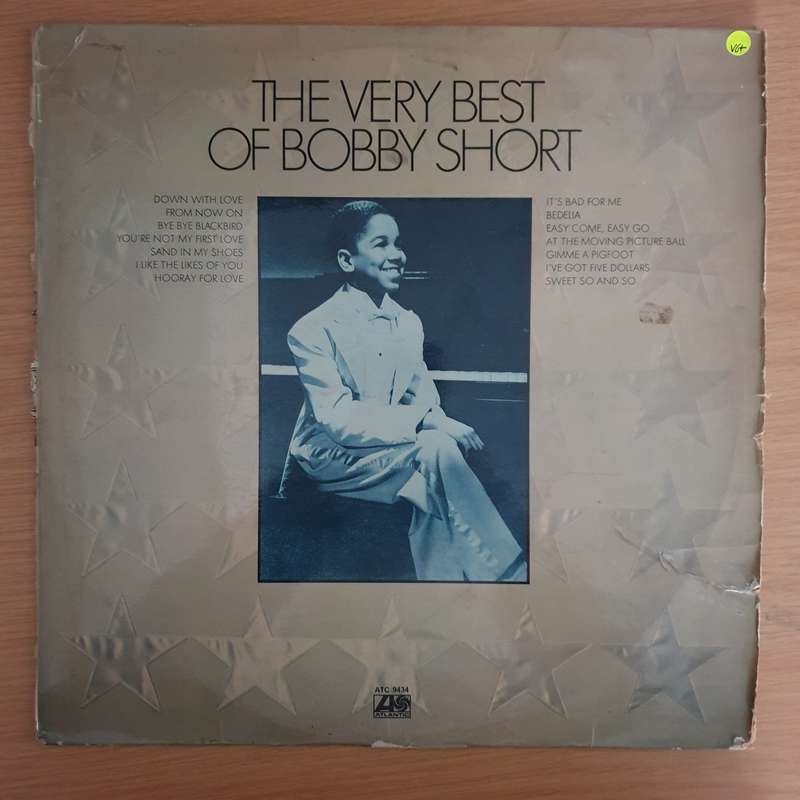 VG+
THE VERY BEST
OF BOBBY SHORT
DOWN WITH LOVE
FROM NOW ON
BYE BYE BLACKBIRD
YOU'RE NOT MY FIRST LOVE
SAND IN MY SHOES
I LIKE THE LIKES OF YOU
HOORAY FOR LOVE
IT'S BAD FOR ME
BEDELIA
EASY COME, EASY GO
AT THE MOVING PICTURE BALL
GIMME A PIGFOOT
I'VE GOT FIVE DOLLARS
SWEET SO AND SO
ATC 9434
ATLANTIC